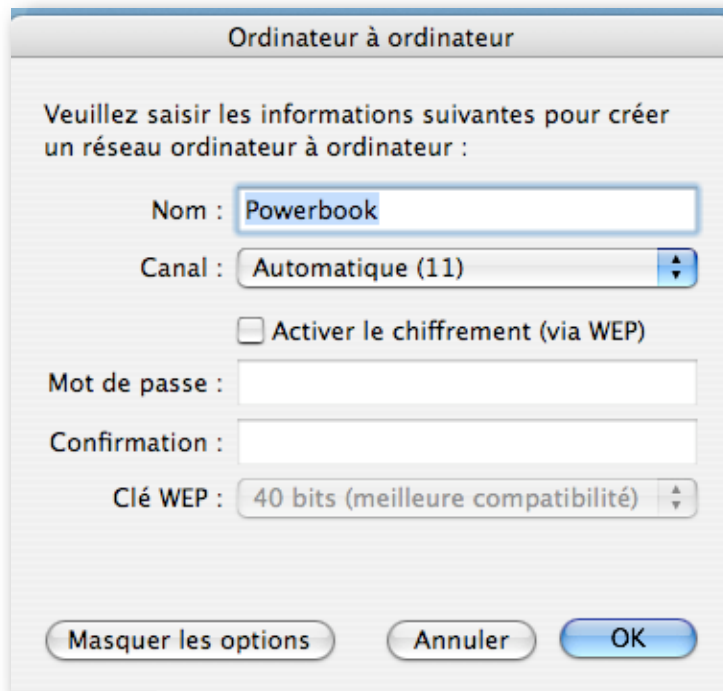 Ordinateur à ordinateur
Veuillez saisir les informations suivantes pour créer
un réseau ordinateur à ordinateur :
Nom : Powerbook
Canal : Automatique (11)
Activer le chiffrement (via WEP)
Mot de passe :
Confirmation :
Clé WEP : 40 bits (meilleure compatibilité)
Masquer les options Annuler OK